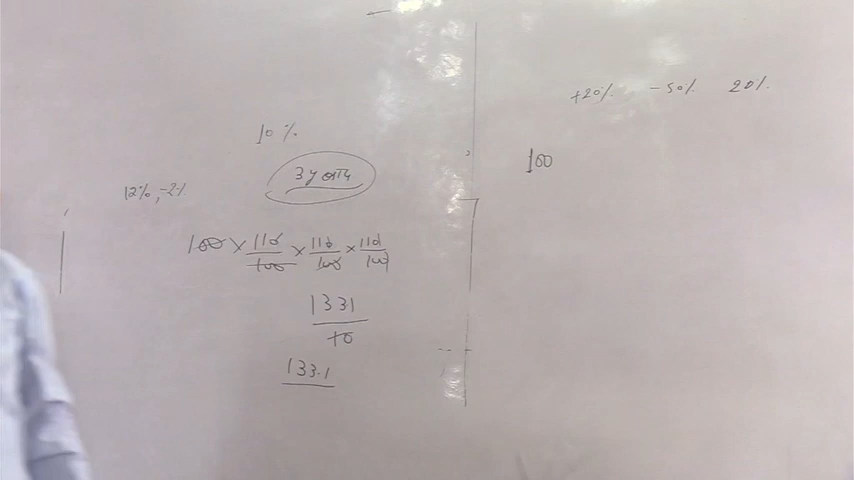 10%
3 years
12%, -2%
100 × 110/100 × 110/100 × 110/100
1331/10
133.1
+20% -50% 20%
100